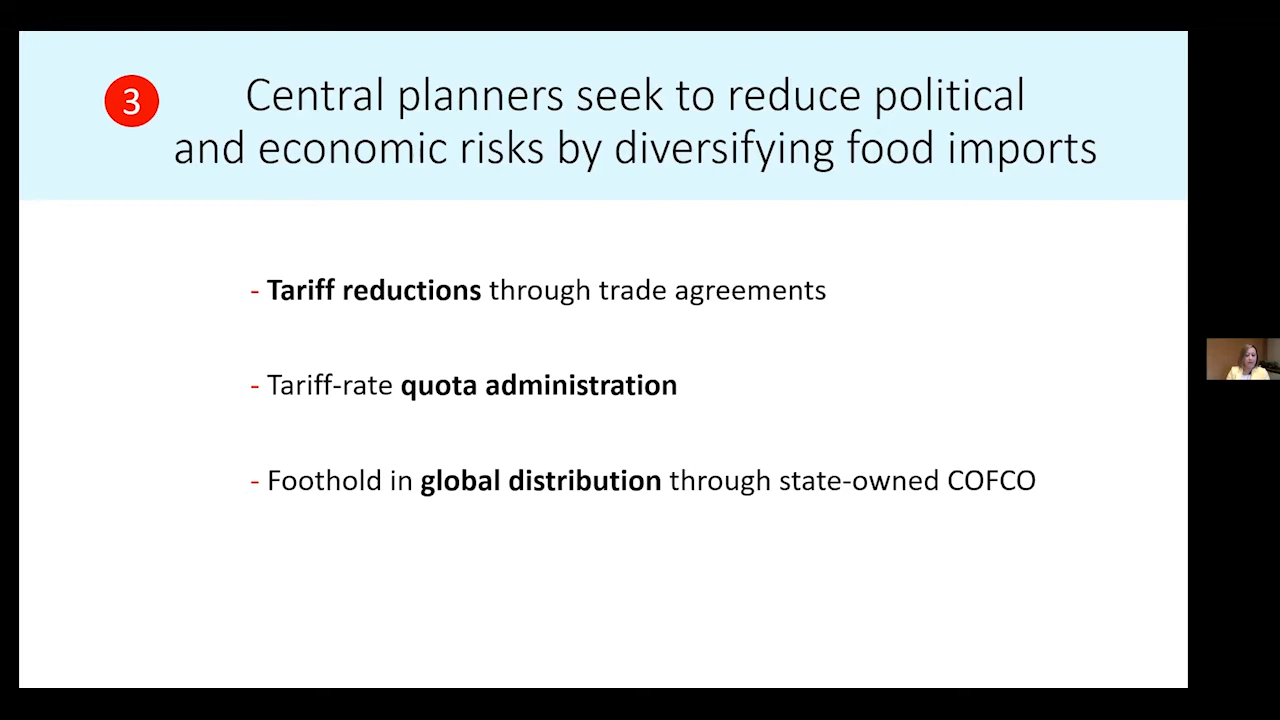 3
Central planners seek to reduce political
and economic risks by diversifying food imports
- Tariff reductions through trade agreements
- Tariff-rate quota administration
- Foothold in global distribution through state-owned COFCO